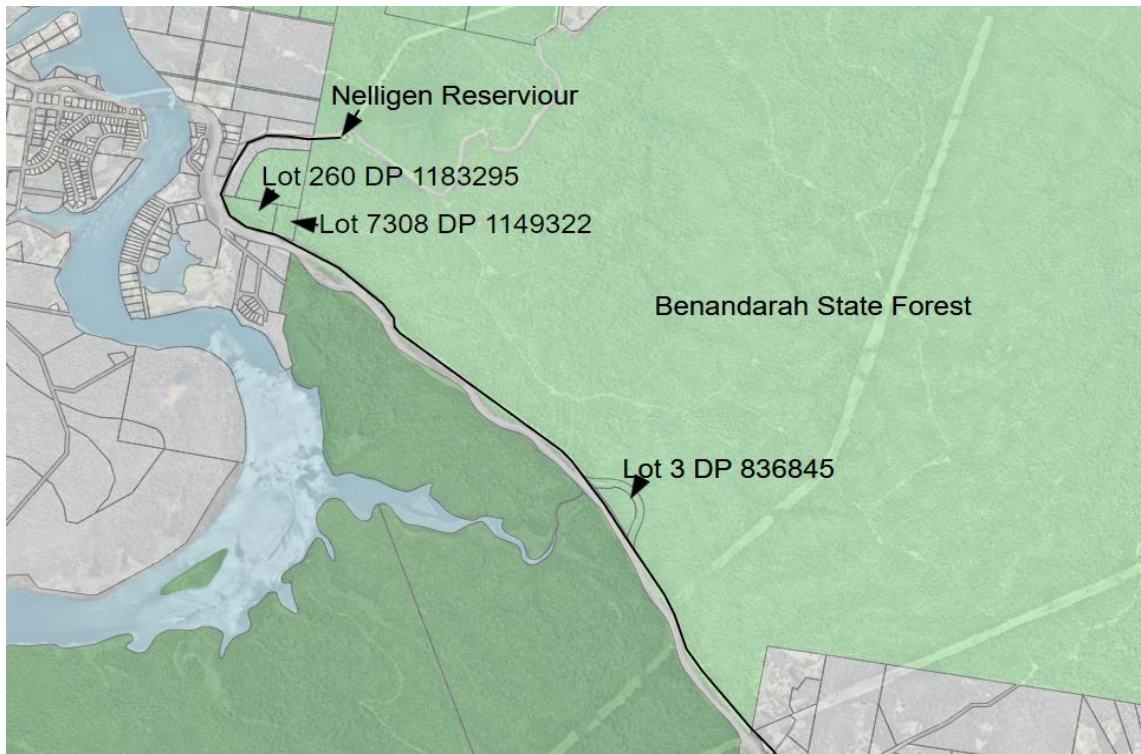 Nelligen Reserviour
Lot 260 DP 1183295
Lot 7308 DP 1149322
Benandarah State Forest
Lot 3 DP 836845